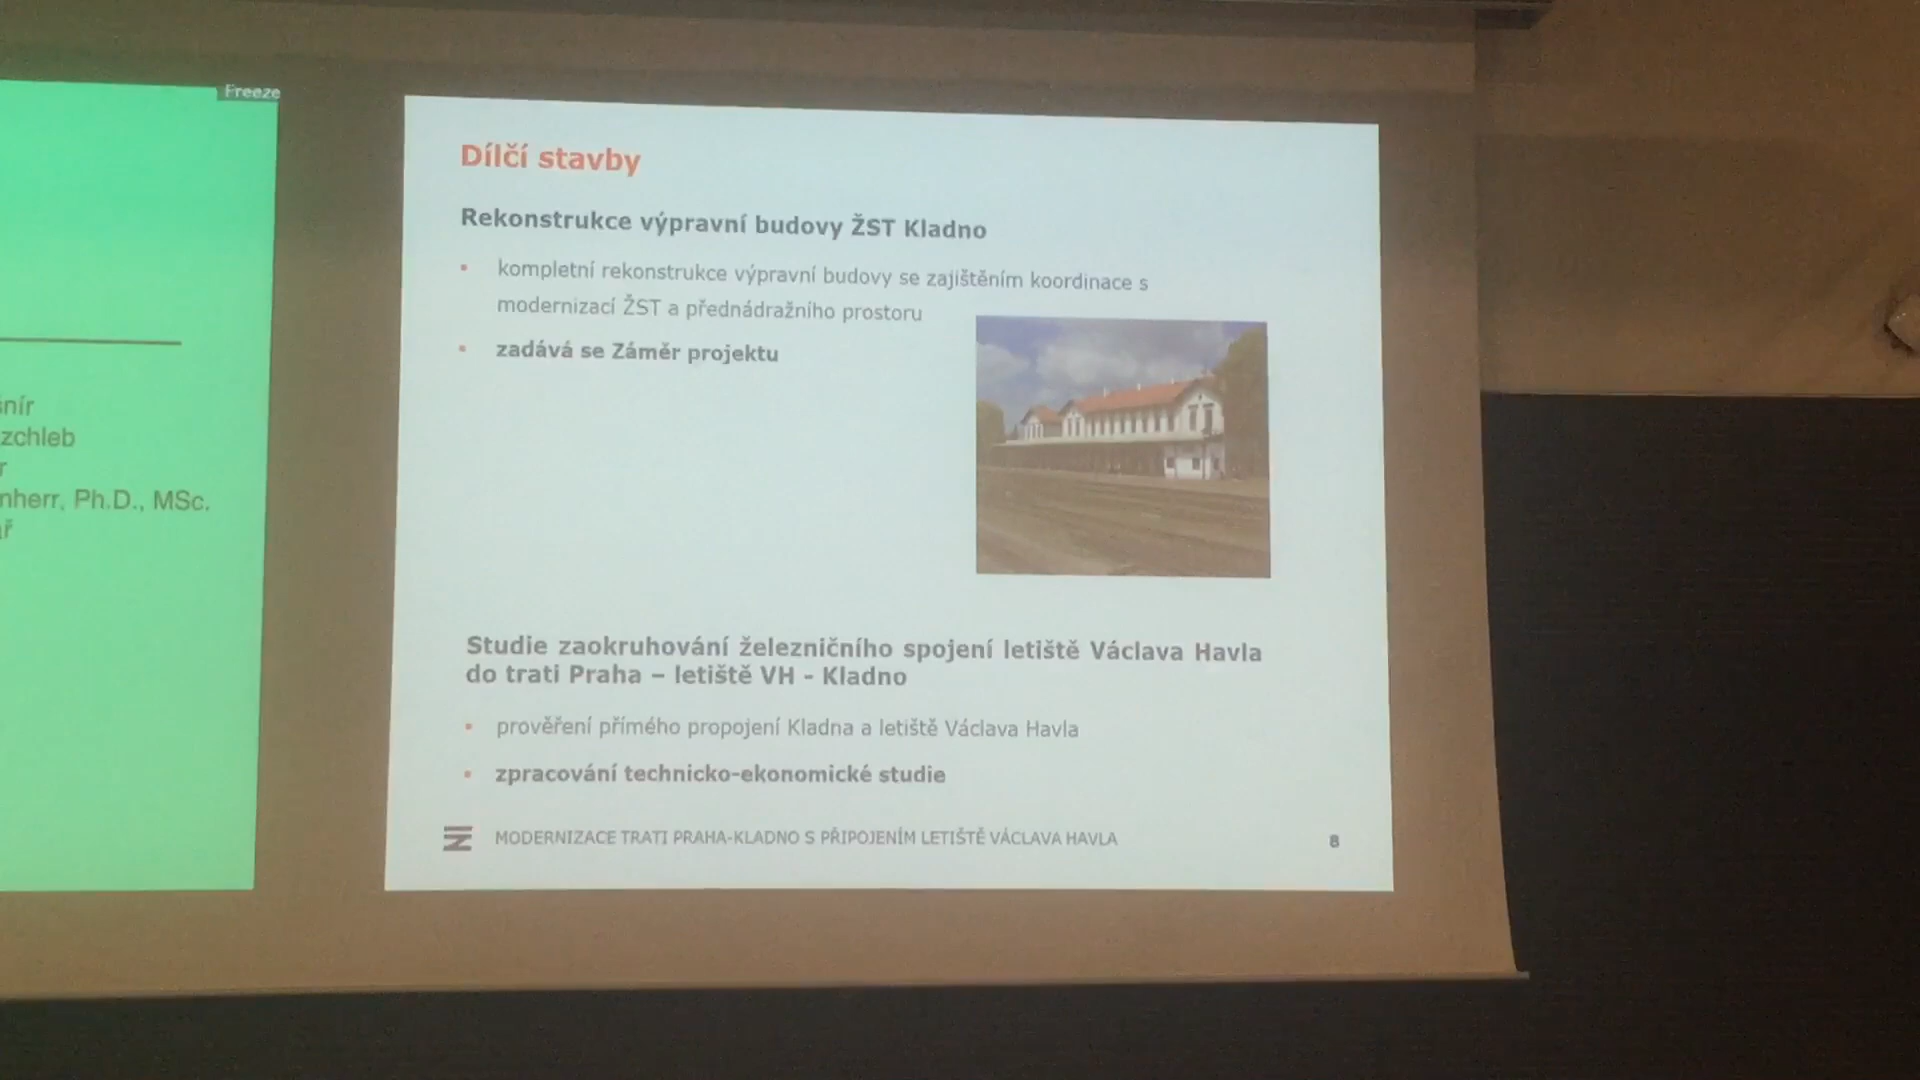 Freeze
Ph.D., MSc.
Dílčí stavby
Rekonstrukce výpravní budovy ŽST Kladno
kompletní rekonstrukce výpravní budovy se zajištěním koordinace s
modernizací ŽST a přednádražního prostoru
zadává se Záměr projektu
Studie zaokruhování železničního spojení letiště Václava Havla
do trati Praha – letiště VH - Kladno
prověření přímého propojení Kladna a letiště Václava Havla
zpracování technicko-ekonomické studie
MODERNIZACE TRATI PRAHA-KLADNO S PŘIPOJENÍM LETIŠTĚ VÁCLAVA HAVLA
8